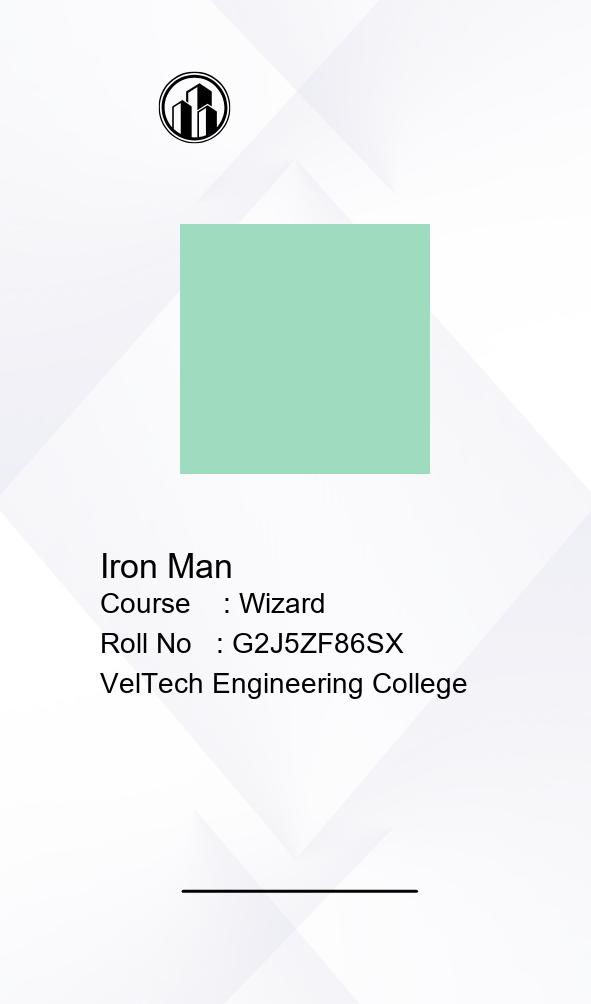 Iron Man
Course : Wizard
Roll No : G2J5ZF86SX
VelTech Engineering College